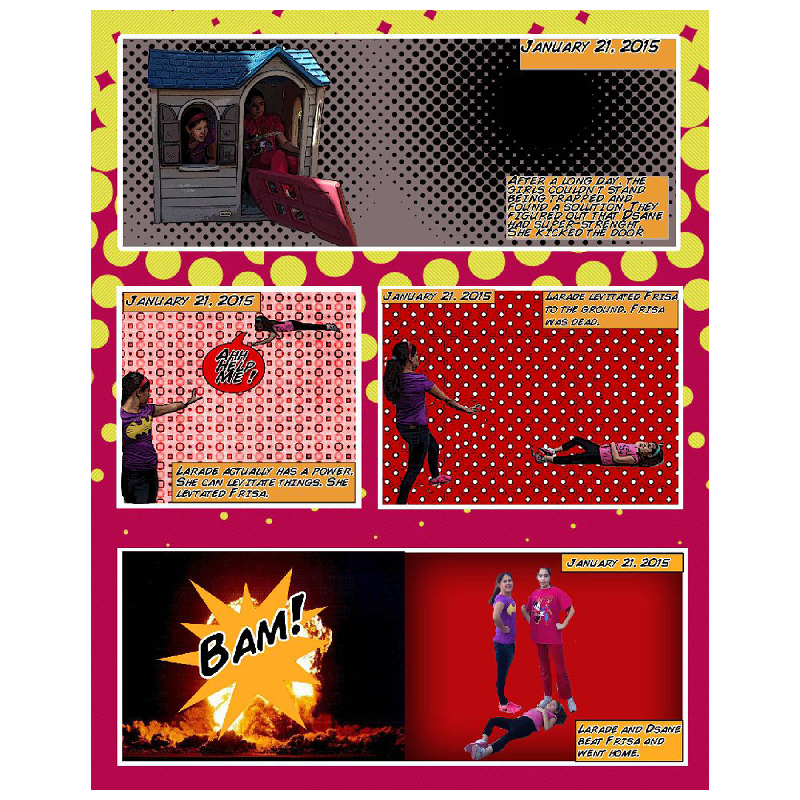 January 21, 2015
After a long day, the
girls couldn't stand
being trapped and
found a solution. They
figured out that Dsane
had super-strenght.
She kicked the door
January 21, 2015
Ahh
help
me!
Larade actually has a power.
She can levitate things. She
levtated Frisa.
January 21, 2015
Larade levitated Frisa
to the ground. Frisa
was dead.
Bam!
January 21, 2015
Larade and Dsane
beat Frisa and
went home.